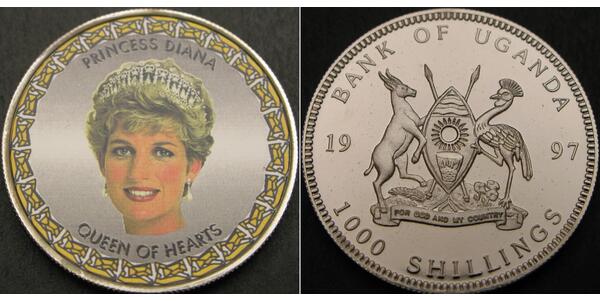 PRINCESS DIANA
QUEEN OF HEARTS
BANK OF UGANDA
19 97
FOR GOD AND MY COUNTRY
1000 SHILLINGS